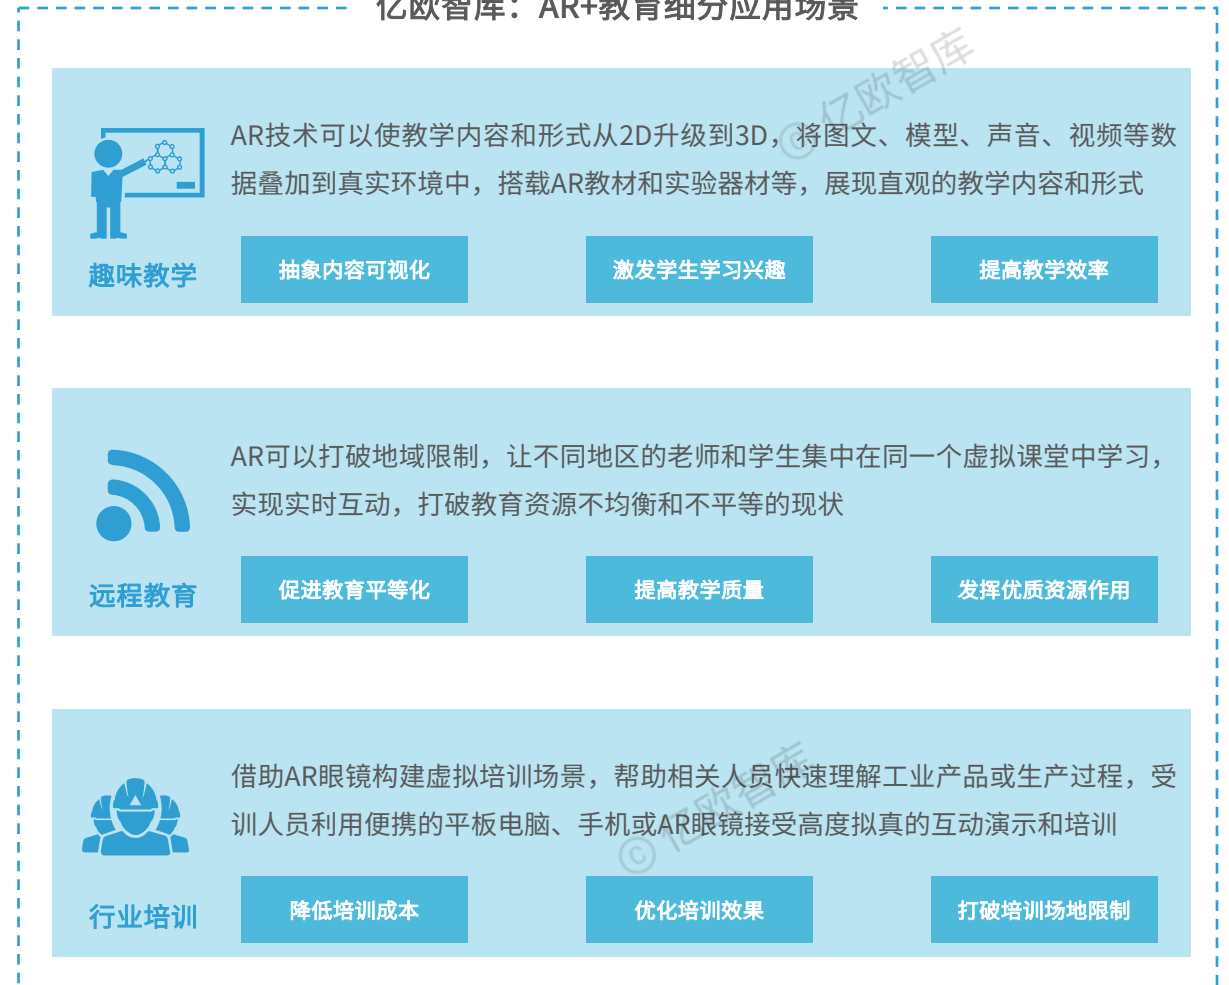 亿欧智库：AR+教育细分应用场景
© 亿欧智库
AR技术可以使教学内容和形式从2D升级到3D，将图文、模型、声音、视频等数
据叠加到真实环境中，搭载AR教材和实验器材等，展现直观的教学内容和形式
趣味教学
抽象内容可视化
激发学生学习兴趣
提高教学效率
AR可以打破地域限制，让不同地区的老师和学生集中在同一个虚拟课堂中学习，
实现实时互动，打破教育资源不均衡和不平等的现状
远程教育
促进教育平等化
提高教学质量
发挥优质资源作用
借助AR眼镜构建虚拟培训场景，帮助相关人员快速理解工业产品或生产过程，受
训人员利用便携的平板电脑、手机或AR眼镜接受高度拟真的互动演示和培训
© 亿欧智库
行业培训
降低培训成本
优化培训效果
打破培训场地限制